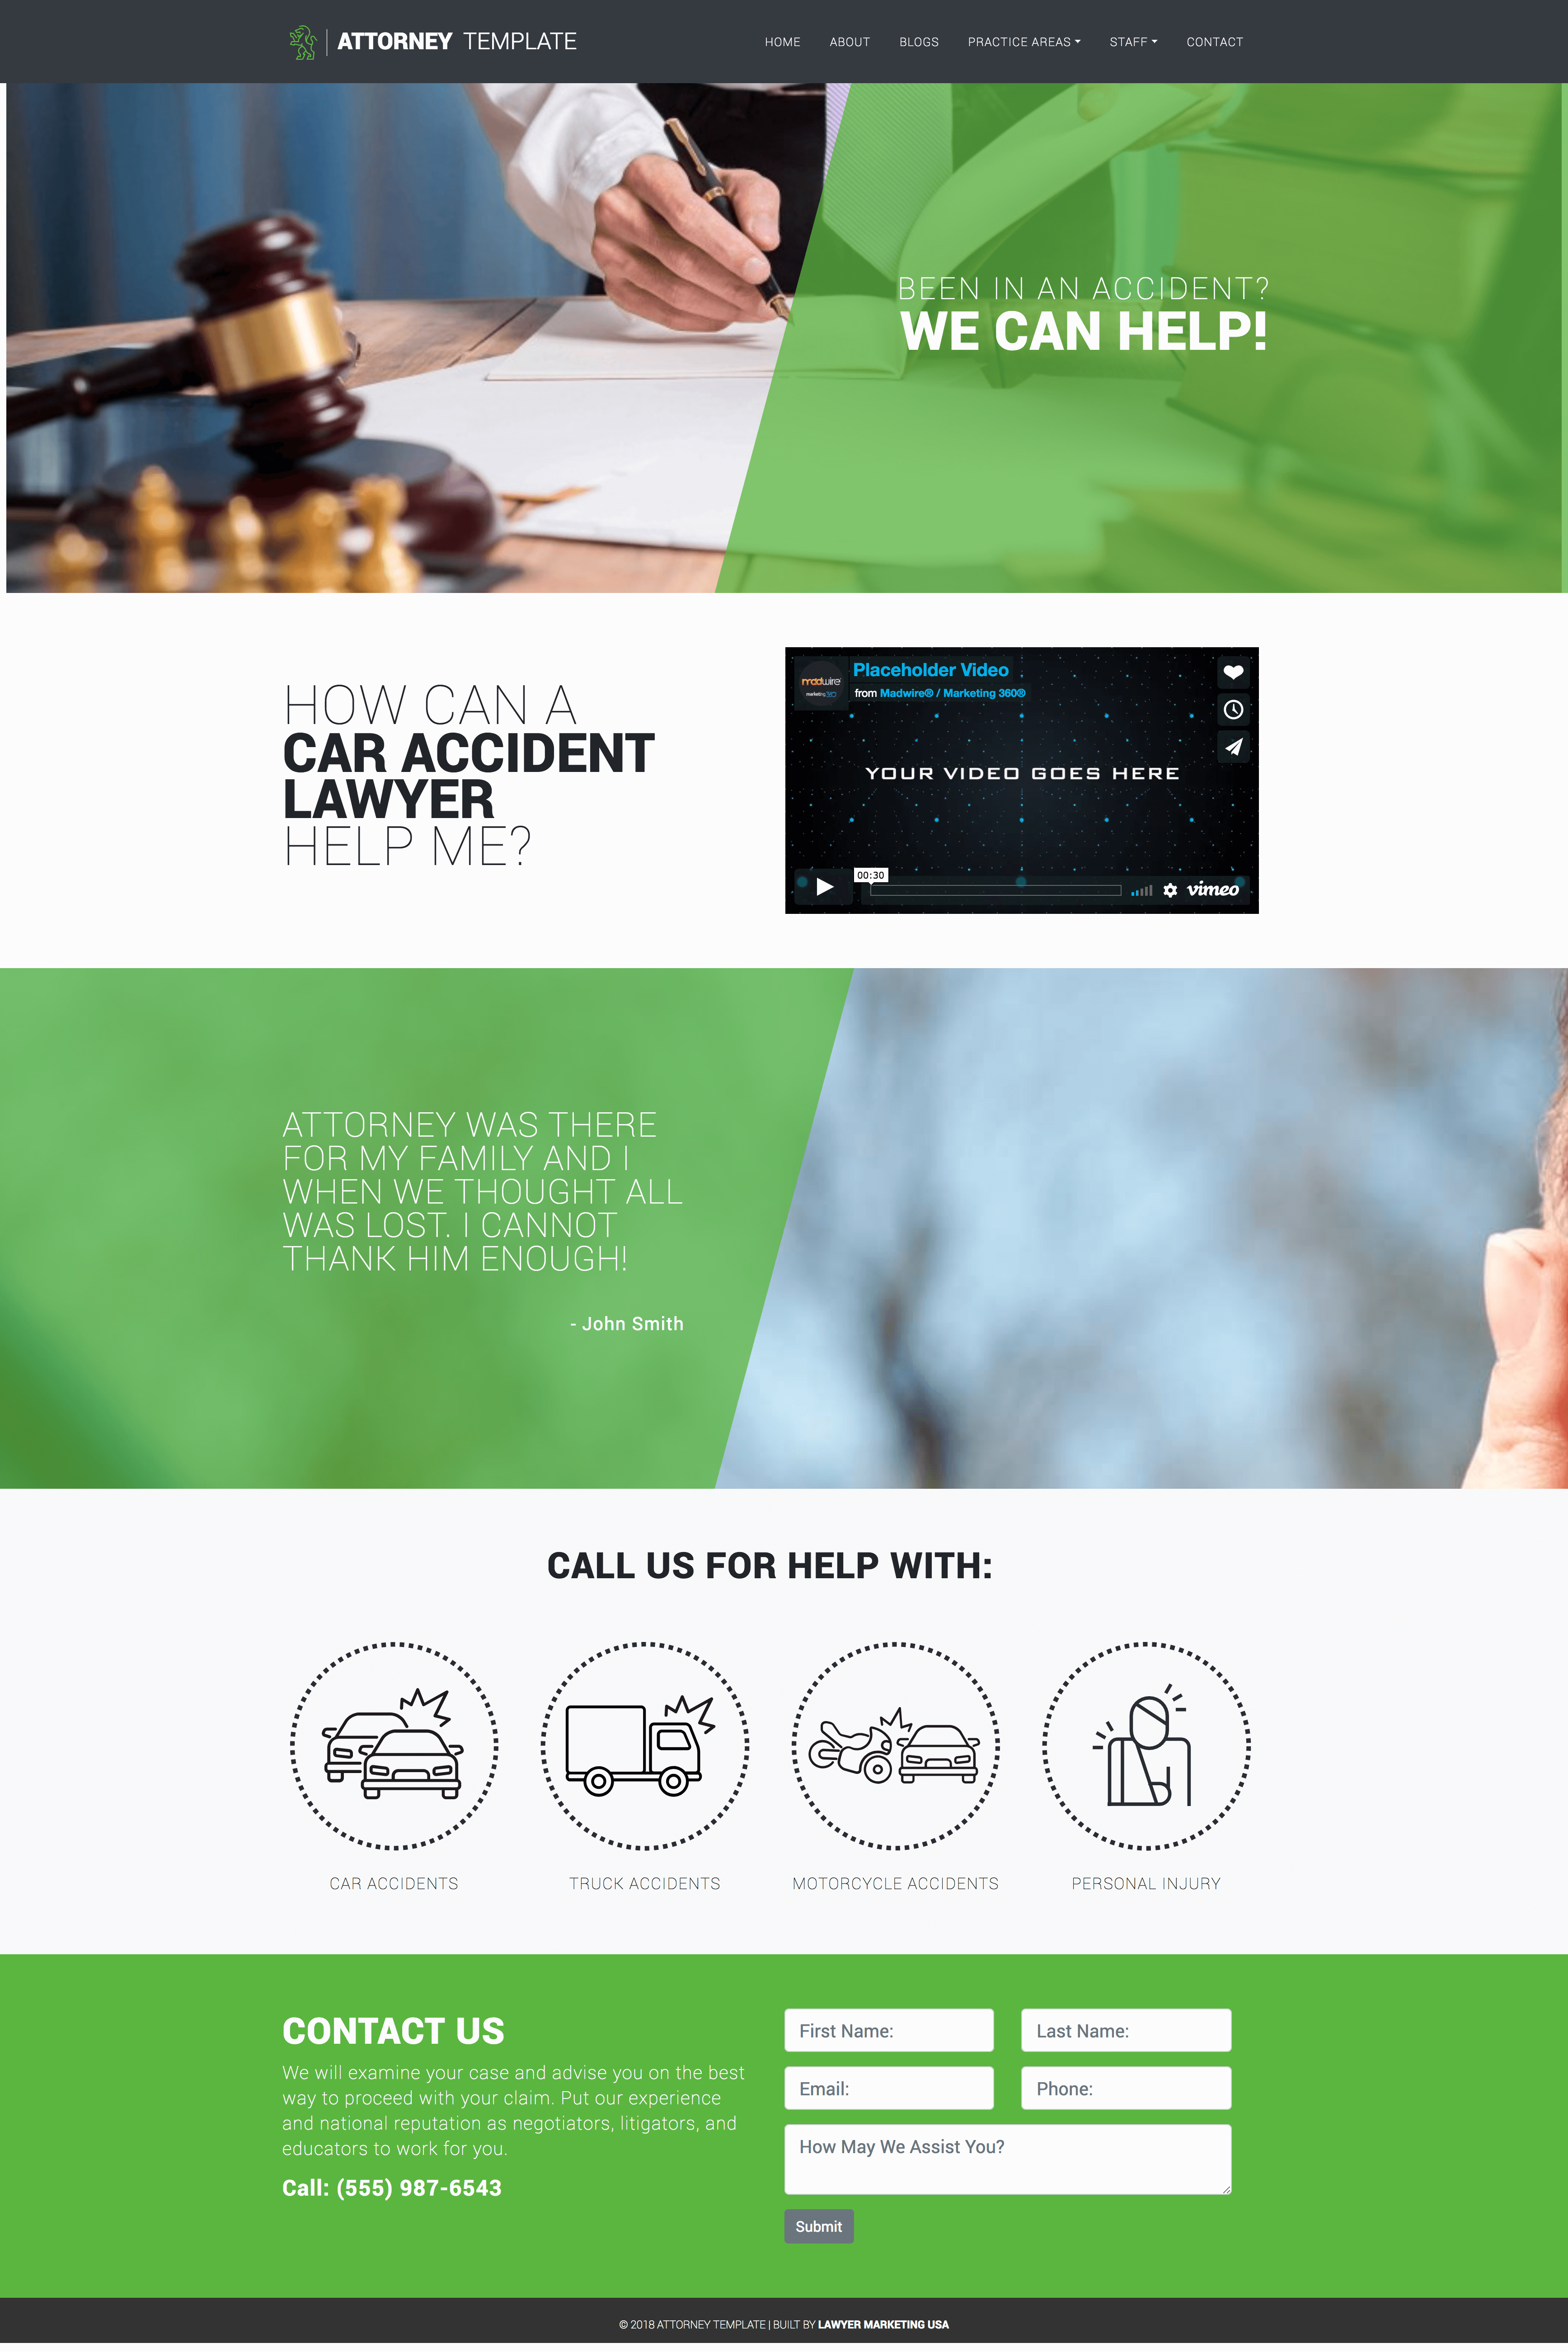 ATTORNEY TEMPLATE
HOME ABOUT BLOGS PRACTICE AREAS STAFF CONTACT
BEEN IN AN ACCIDENT?
WE CAN HELP!
HOW CAN A
CAR ACCIDENT
LAWYER
HELP ME?
madwire
marketing 360
Placeholder Video
from Madwire® / Marketing 360®
YOUR VIDEO GOES HERE
00:30
vimeo
ATTORNEY WAS THERE
FOR MY FAMILY AND I
WHEN WE THOUGHT ALL
WAS LOST. I CANNOT
THANK HIM ENOUGH!
- John Smith
CALL US FOR HELP WITH:
CAR ACCIDENTS
TRUCK ACCIDENTS
MOTORCYCLE ACCIDENTS
PERSONAL INJURY
CONTACT US
We will examine your case and advise you on the best
way to proceed with your claim. Put our experience
and national reputation as negotiators, litigators, and
educators to work for you.
Call: (555) 987-6543
First Name:
Last Name:
Email:
Phone:
How May We Assist You?
Submit
© 2018 ATTORNEY TEMPLATE | BUILT BY LAWYER MARKETING USA